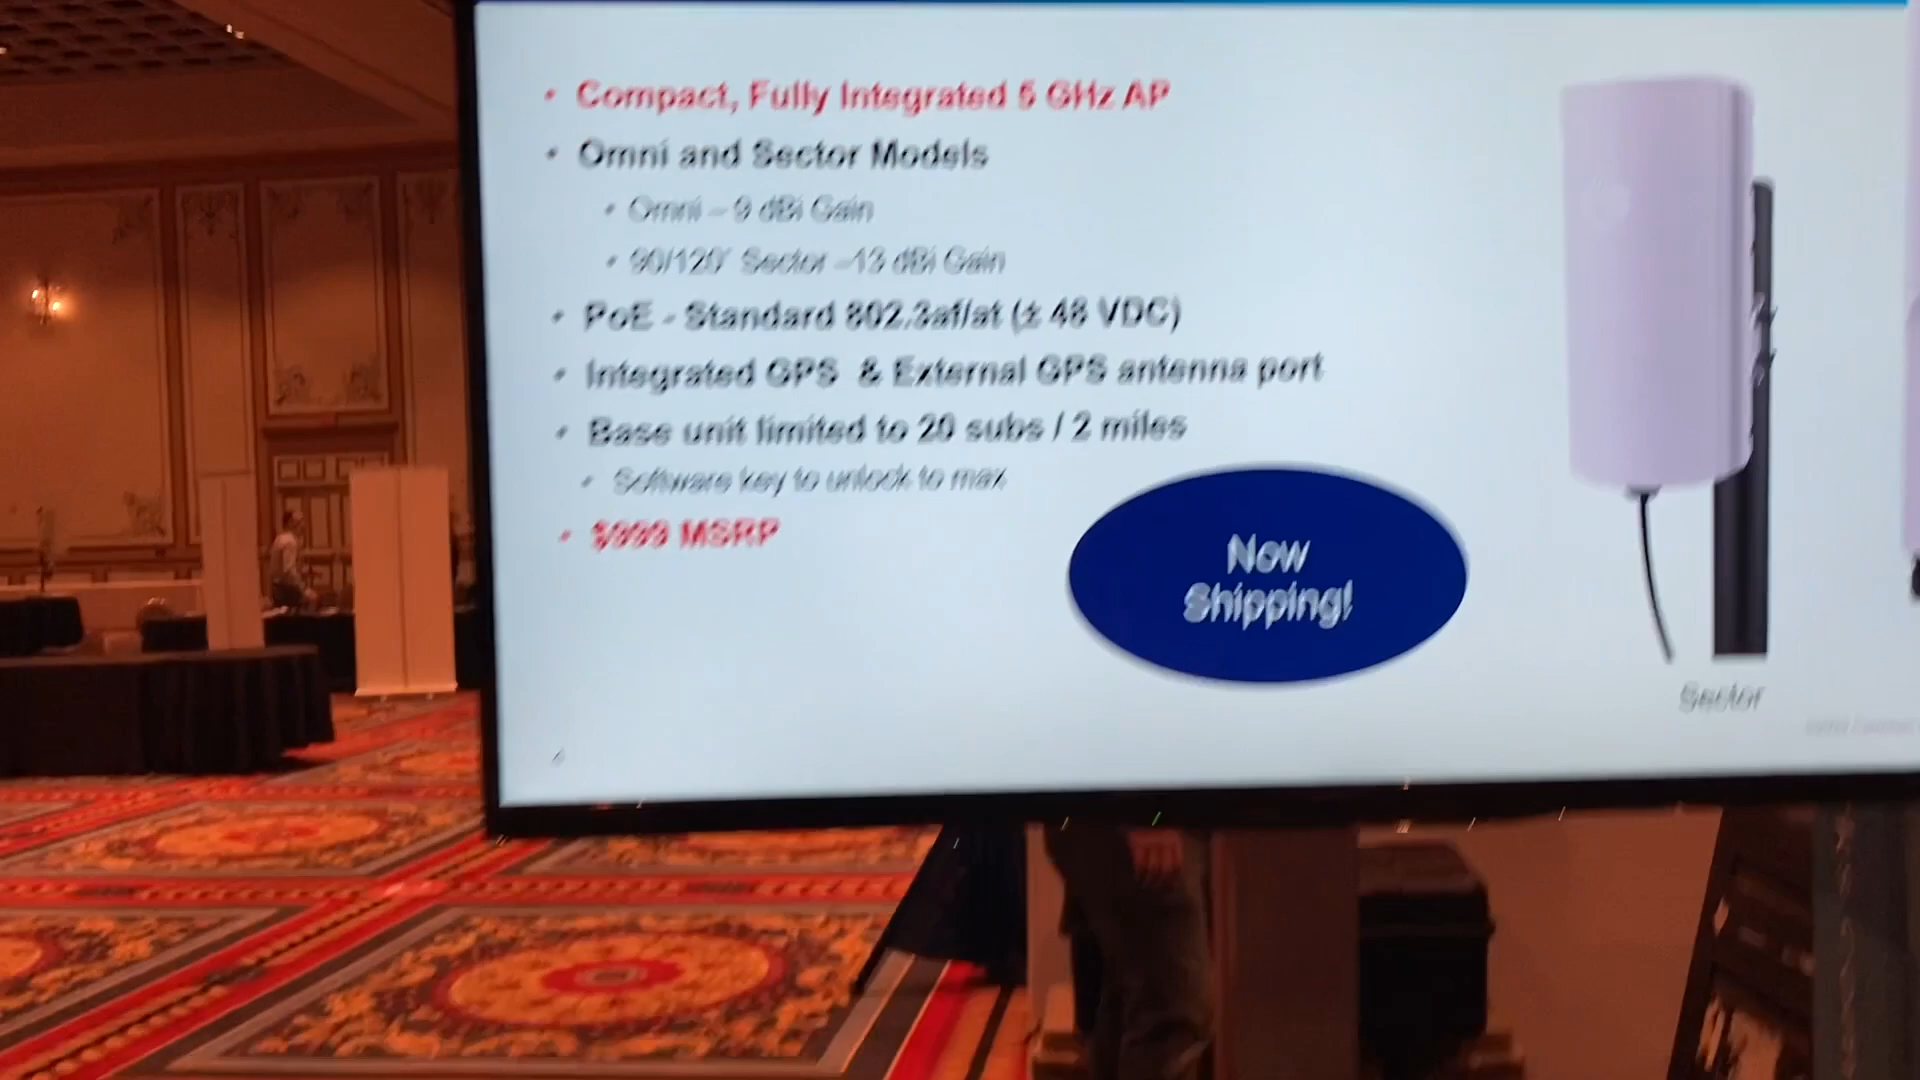 • Compact, Fully Integrated 5 GHz AP
• Omni and Sector Models
• Omni – 9 dBi Gain
• 90/120° Sector –13 dBi Gain
• PoE - Standard 802.3af/at (± 48 VDC)
• Integrated GPS & External GPS antenna port
• Base unit limited to 20 subs / 2 miles
• Software key to unlock to max
• $999 MSRP
Now
Shipping!
Sector